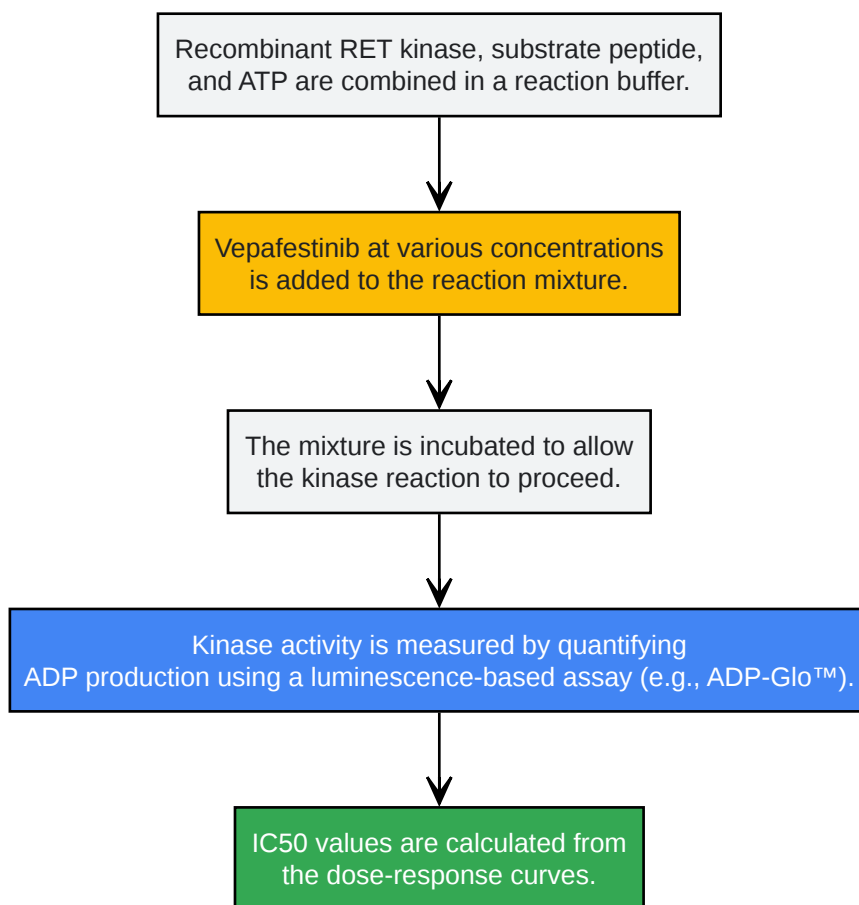 Recombinant RET kinase, substrate peptide,
and ATP are combined in a reaction buffer.
Vepafestinib at various concentrations
is added to the reaction mixture.
The mixture is incubated to allow
the kinase reaction to proceed.
Kinase activity is measured by quantifying
ADP production using a luminescence-based assay (e.g., ADP-Glo™).
IC50 values are calculated from
the dose-response curves.